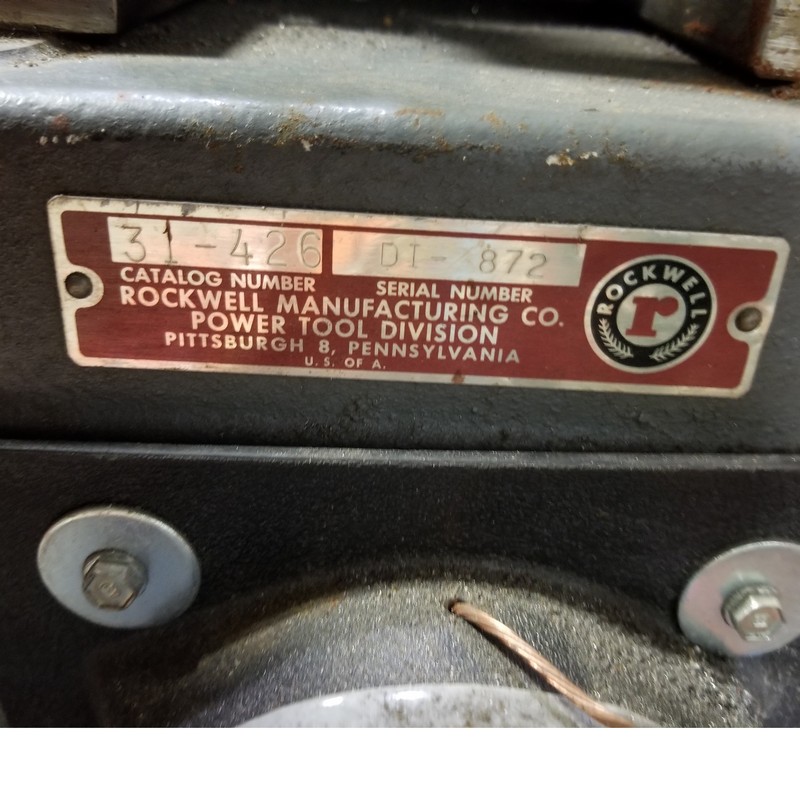 31-426 DI- 872
CATALOG NUMBER SERIAL NUMBER
ROCKWELL MANUFACTURING CO.
POWER TOOL DIVISION
PITTSBURGH 8, PENNSYLVANIA
U. S. OF A.
ROCKWELL
r